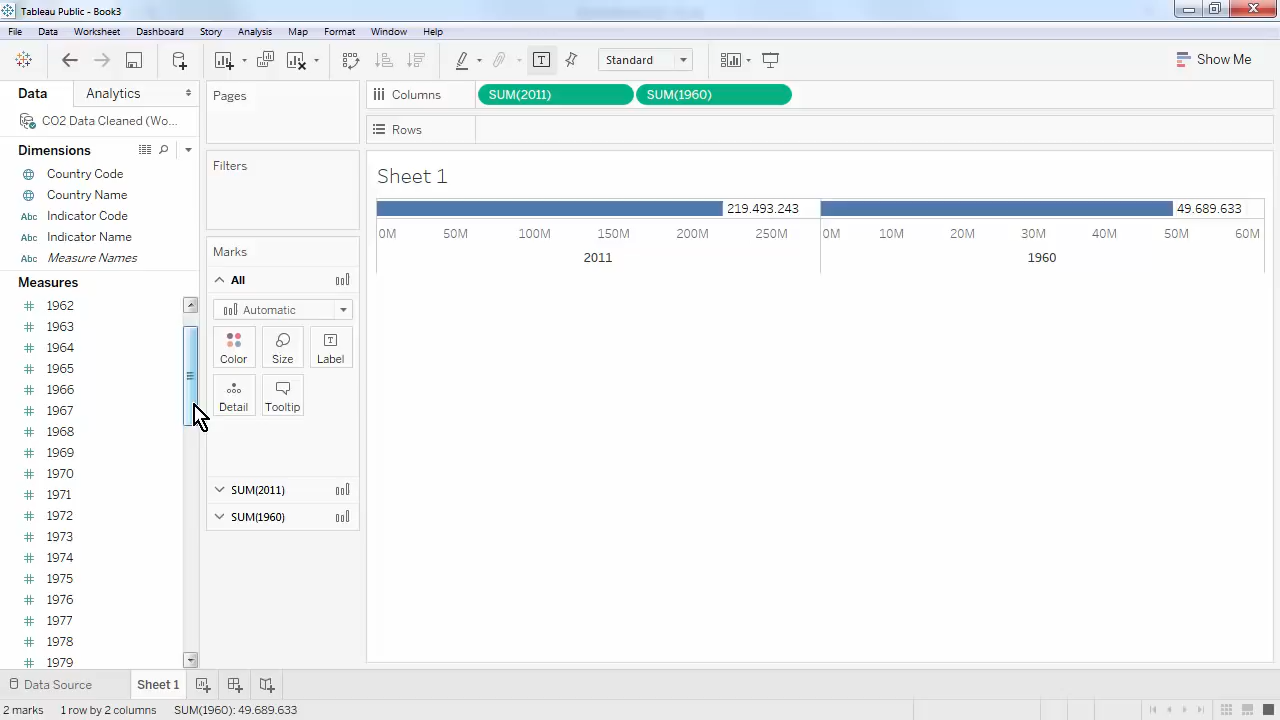 Tableau Public - Book3
File Data Worksheet Dashboard Story Analysis Map Format Window Help
Standard
Show Me
Data Analytics
CO2 Data Cleaned (Wo...
Dimensions
Country Code
Country Name
Abc Indicator Code
Abc Indicator Name
Abc Measure Names
Measures
1962
1963
1964
1965
1966
1967
1968
1969
1970
1971
1972
1973
1974
1975
1976
1977
1978
1979
Pages
Filters
Marks
All
Automatic
Color Size Label
Detail Tooltip
SUM(2011)
SUM(1960)
Columns SUM(2011) SUM(1960)
Rows
Sheet 1
219.493.243 49.689.633
0M 50M 100M 150M 200M 250M 0M 10M 20M 30M 40M 50M 60M
2011 1960
Data Source Sheet 1
2 marks 1 row by 2 columns SUM(1960): 49.689.633